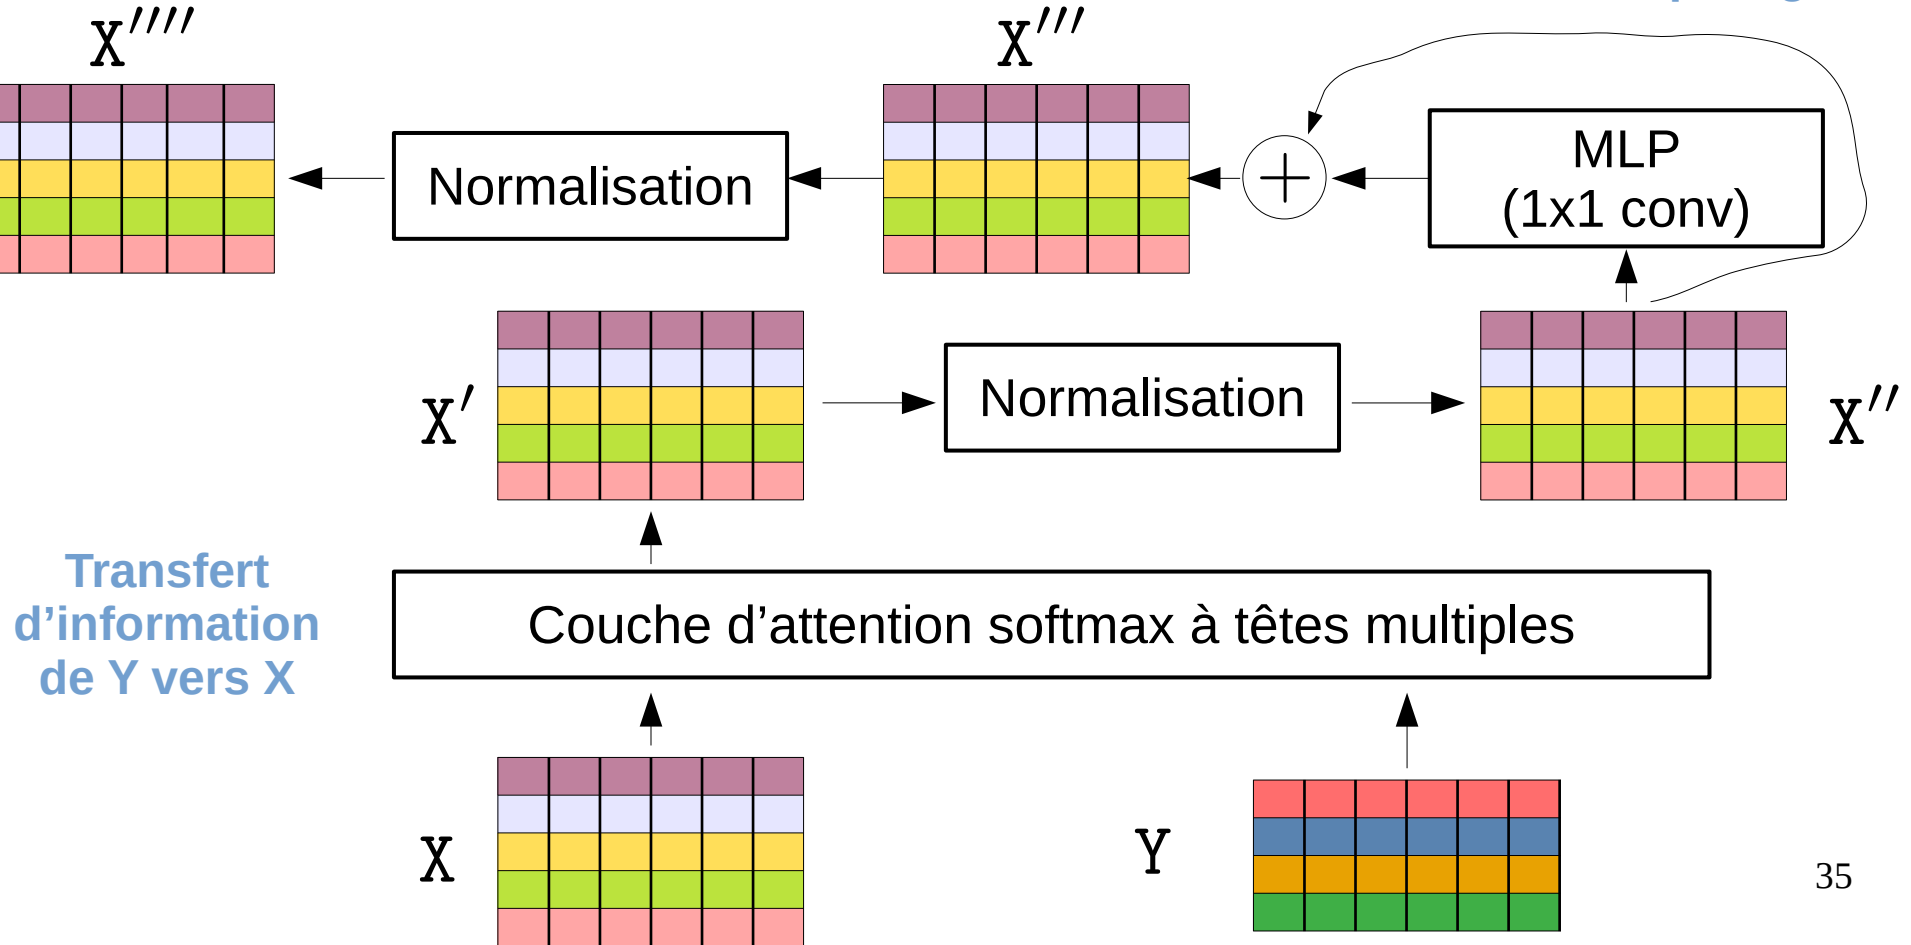 X′′′′
X′′′
MLP
(1x1 conv)
Normalisation
+
X′
Normalisation
X′′
Transfert
d’information
de Y vers X
Couche d’attention softmax à têtes multiples
X
Y
35